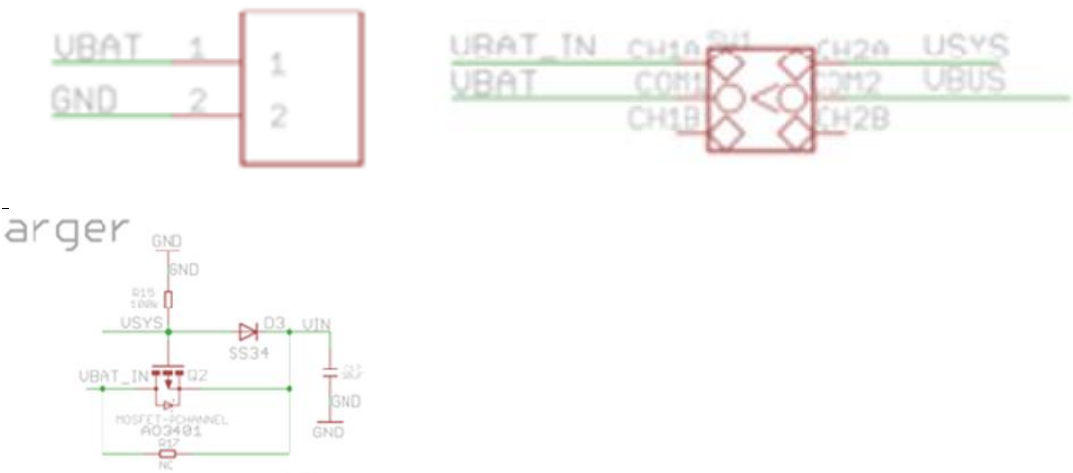 VBAT 1 1
GND 2 2
VBAT_IN CH1A SW1 CH2A VSYS
VBAT COM1 COM2 VBUS
CH1B CH2B
arger
GND
GND
R15
100K
VSYS D3 VIN
SS34
VBAT_IN Q2
GND
MOSFET-PCHANNEL
AO3401
GND
R17
NC